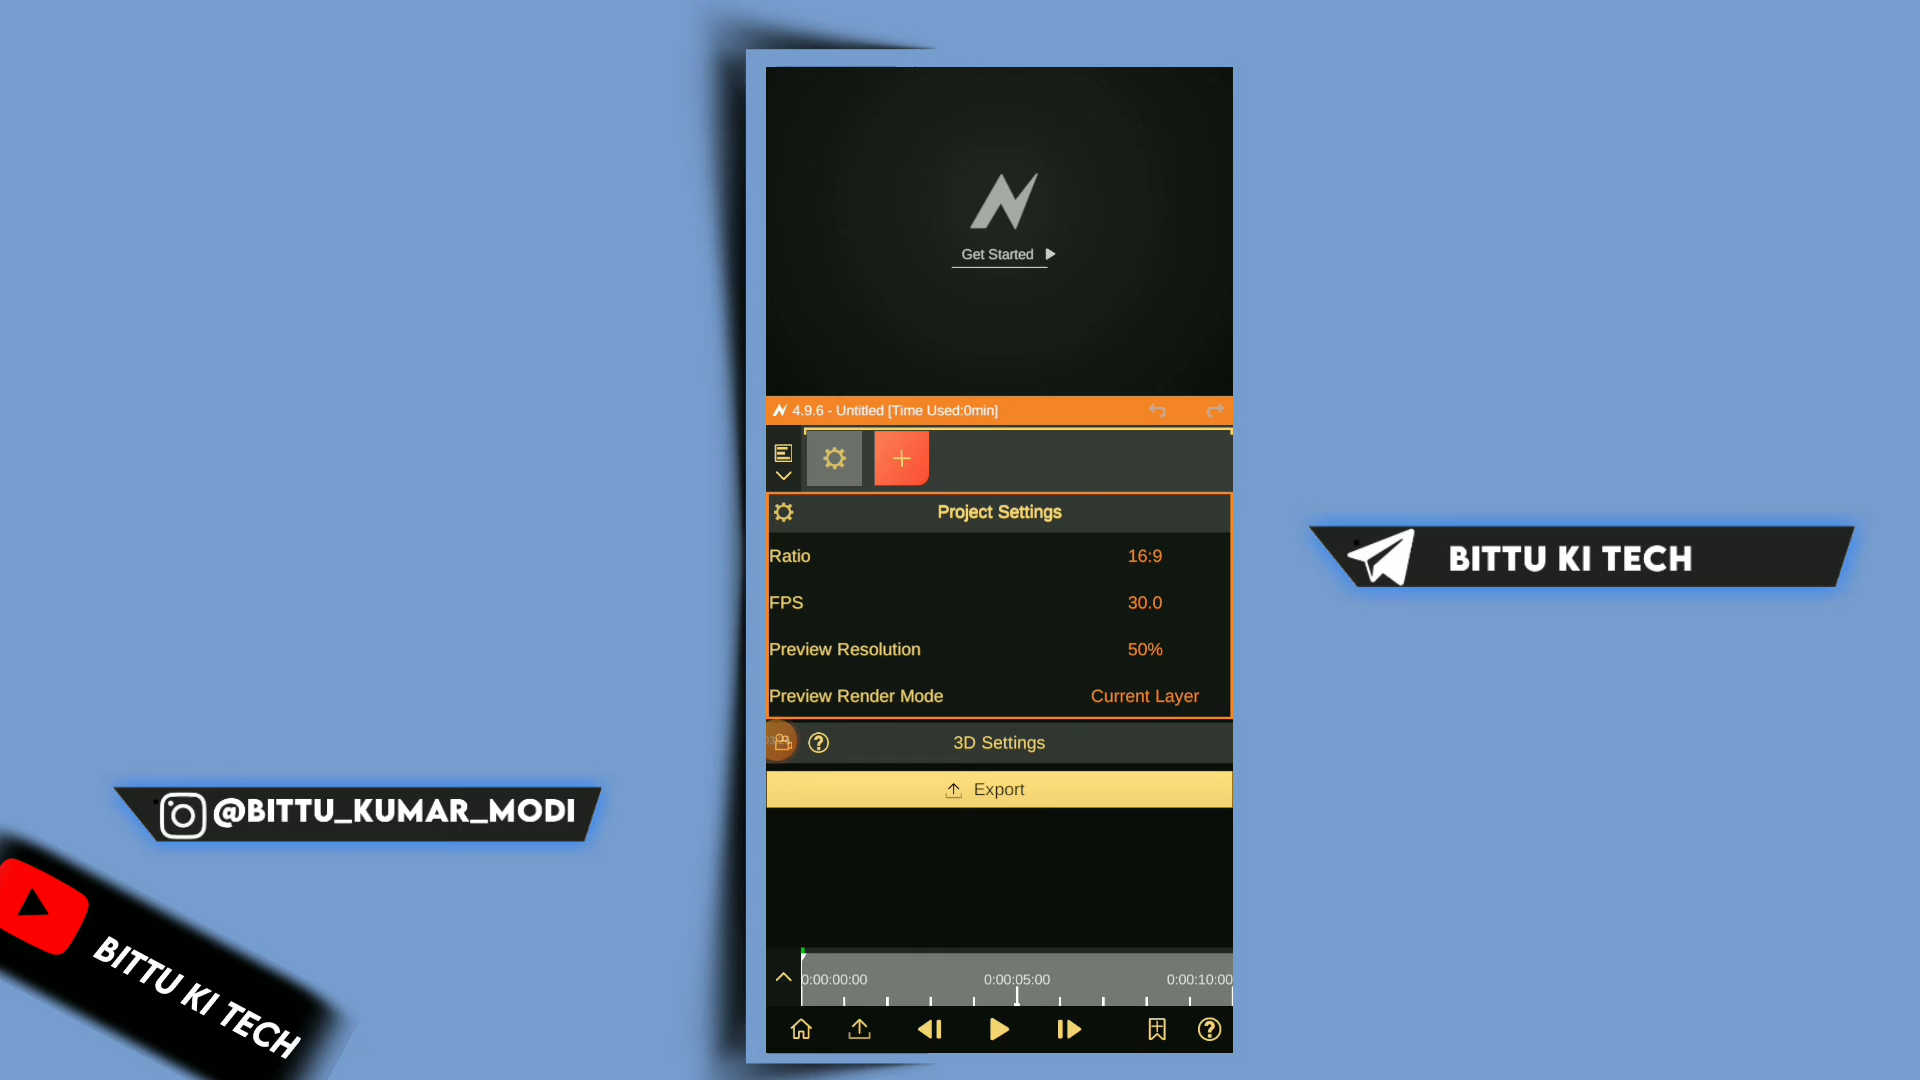 Get Started
4.9.6 - Untitled [Time Used:0min]
Project Settings
Ratio 16:9
FPS 30.0
Preview Resolution 50%
Preview Render Mode Current Layer
3D Settings
Export
0:00:00:00 0:00:05:00 0:00:10:00
BITTU KI TECH
@BITTU_KUMAR_MODI
BITTU KI TECH